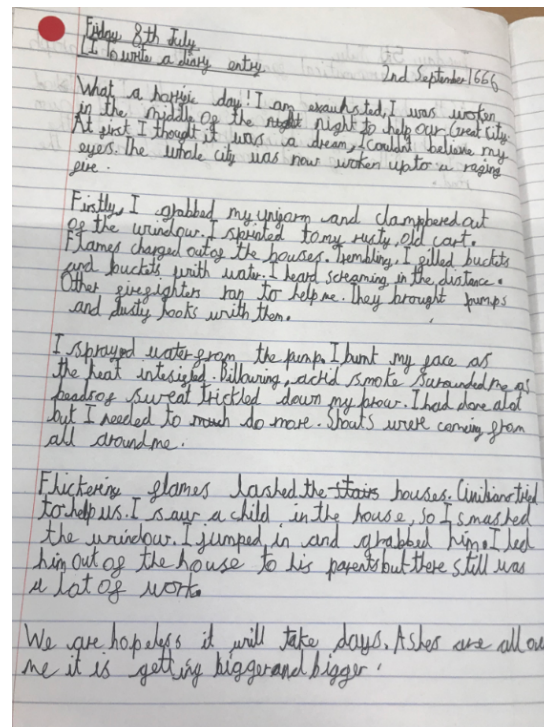 Friday 8th July
LI to write a diary entry
2nd September 1666
What a horrific day!! I am exauhsted, I was woken
in the middle of the night night to help our Great City.
At first I thought it was a dream, I couldnt believe my
eyes. The whole city was now woken up to a raging
fire.
Firstly, I grabbed my uniform and clambered out
of the window. I sprinted to my rusty, old cart.
Flames charged out of the houses. Trembling, I filled buckets
and buckets with water. I heard screaming in the distance.
Other firefighters ran to help me. They brought pumps
and dusty hooks with them.
I sprayed water from the pump. I burnt my face as
the heat intesified. Billowing, acrid smoke surounded me as
beads of sweat trickled down my brow. I had done alot
but I needed to much do more. Shouts were coming from
all around me.
Flickering flames lashed the stairs houses. Civilians tried
to help us. I saw a child in the house, so I smashed
the window. I jumped in and grabbed him. I led
him out of the house to his parents but there still was
a lot of work.
We are hopeless it will take days. Ashes are all ov
me it is getting bigger and bigger.